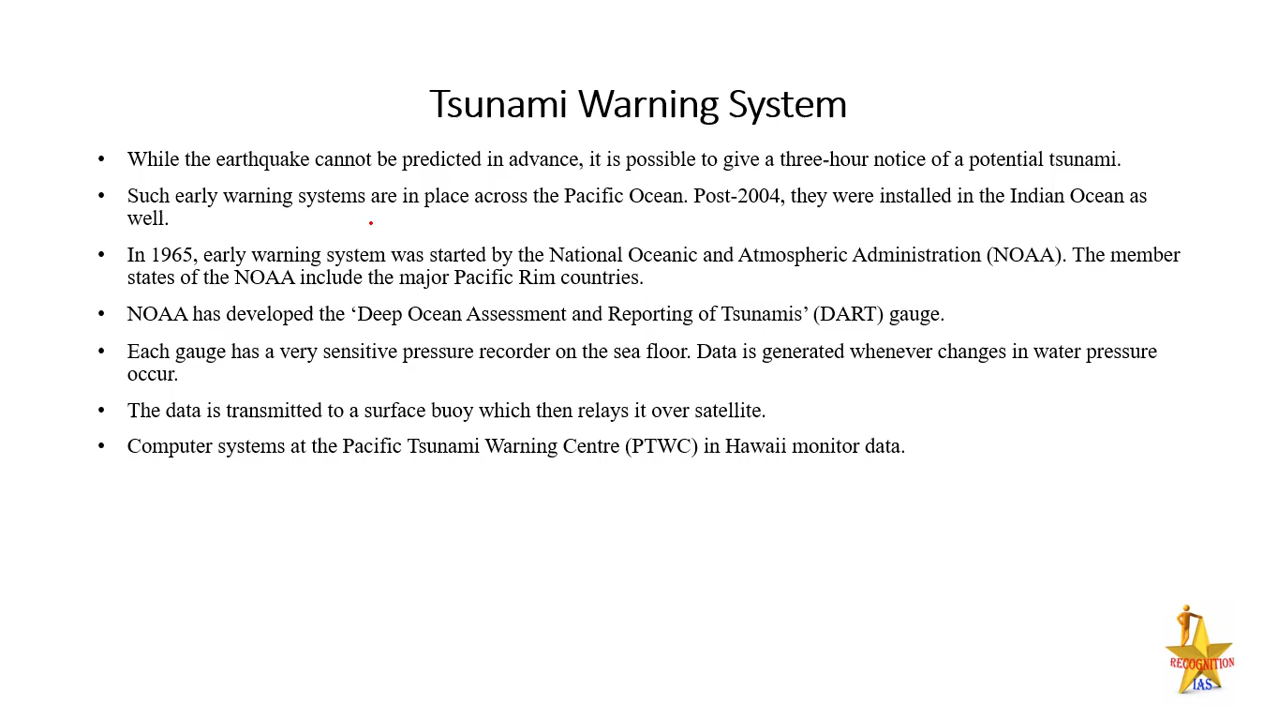 Tsunami Warning System
• While the earthquake cannot be predicted in advance, it is possible to give a three-hour notice of a potential tsunami.
• Such early warning systems are in place across the Pacific Ocean. Post-2004, they were installed in the Indian Ocean as
well.
• In 1965, early warning system was started by the National Oceanic and Atmospheric Administration (NOAA). The member
states of the NOAA include the major Pacific Rim countries.
• NOAA has developed the ‘Deep Ocean Assessment and Reporting of Tsunamis’ (DART) gauge.
• Each gauge has a very sensitive pressure recorder on the sea floor. Data is generated whenever changes in water pressure
occur.
• The data is transmitted to a surface buoy which then relays it over satellite.
• Computer systems at the Pacific Tsunami Warning Centre (PTWC) in Hawaii monitor data.
RECOGNITION
IAS